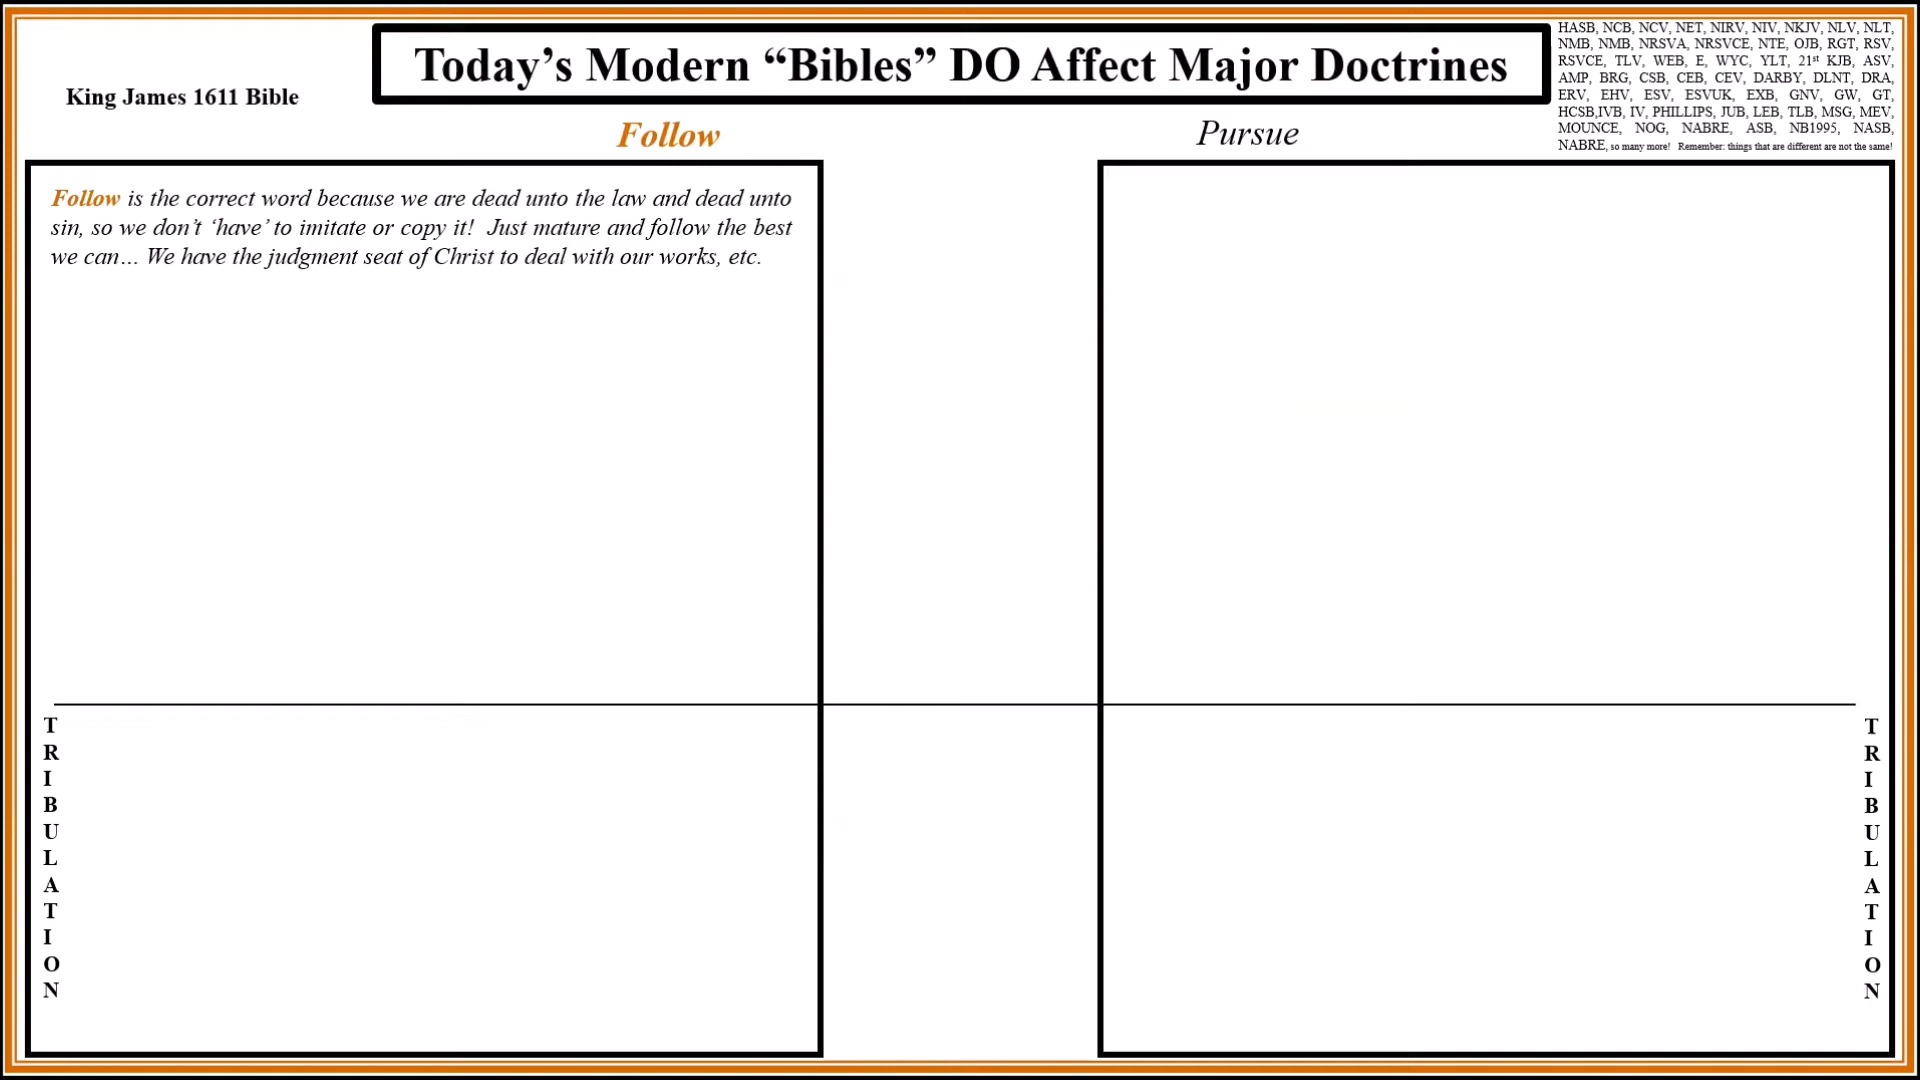 Today’s Modern “Bibles” DO Affect Major Doctrines
King James 1611 Bible
HASB, NCB, NCV, NET, NIRV, NIV, NKJV, NLV, NLT,
NMB, NMB, NRSVA, NRSVCE, NTE, OJB, RGT, RSV,
RSVCE, TLV, WEB, E, WYC, YLT, 21st KJB, ASV,
AMP, BRG, CSB, CEB, CEV, DARBY, DLNT, DRA,
ERV, EHV, ESV, ESVUK, EXB, GNV, GW, GT,
HCSB,IVB, IV, PHILLIPS, JUB, LEB, TLB, MSG, MEV,
MOUNCE, NOG, NABRE, ASB, NB1995, NASB,
NABRE, so many more! Remember: things that are different are not the same!
Follow
Pursue
Follow is the correct word because we are dead unto the law and dead unto
sin, so we don’t ‘have’ to imitate or copy it! Just mature and follow the best
we can… We have the judgment seat of Christ to deal with our works, etc.
TRIBULATION
TRIBULATION